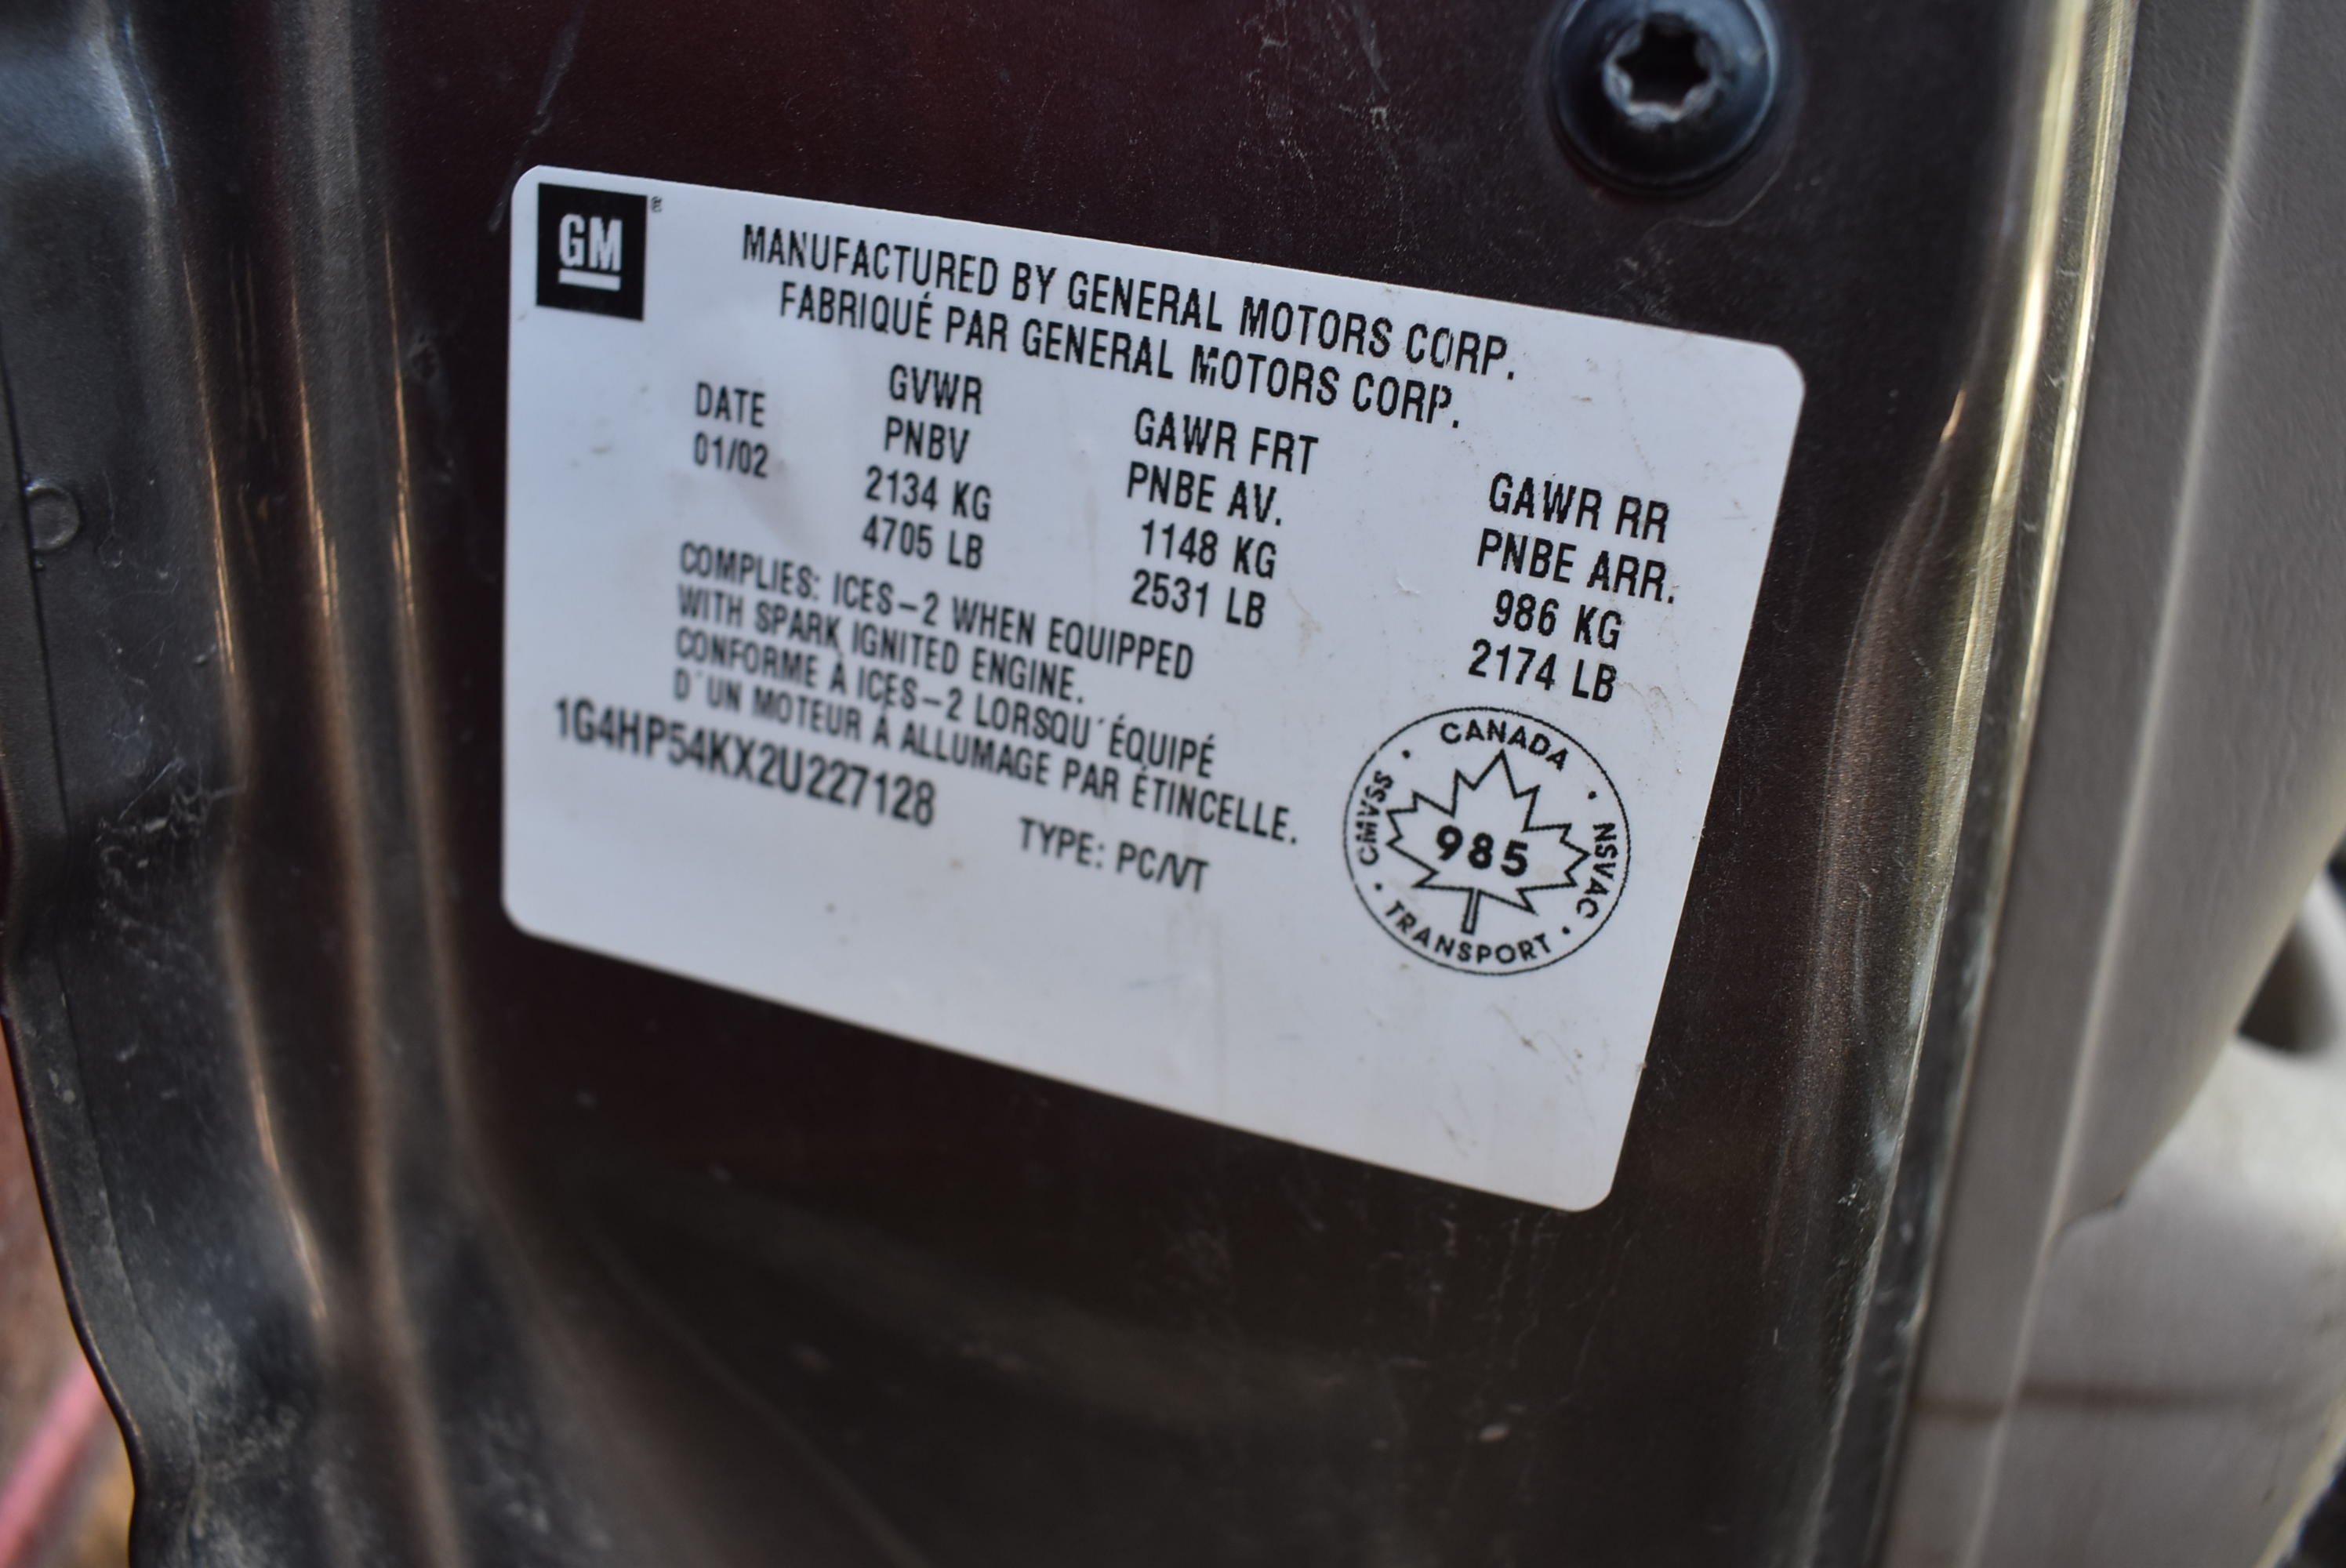 GM
MANUFACTURED BY GENERAL MOTORS CORP.
FABRIQUÉ PAR GENERAL MOTORS CORP.
DATE GVWR GAWR FRT GAWR RR
01/02 PNBV PNBE AV. PNBE ARR.
2134 KG 1148 KG 986 KG
4705 LB 2531 LB 2174 LB
COMPLIES: ICES-2 WHEN EQUIPPED
WITH SPARK IGNITED ENGINE.
CONFORME À ICES-2 LORSQU'ÉQUIPÉ
D'UN MOTEUR À ALLUMAGE PAR ÉTINCELLE.
1G4HP54KX2U227128 TYPE: PC/VT
CANADA · NSVAC · TRANSPORT · CMVSS ·
985